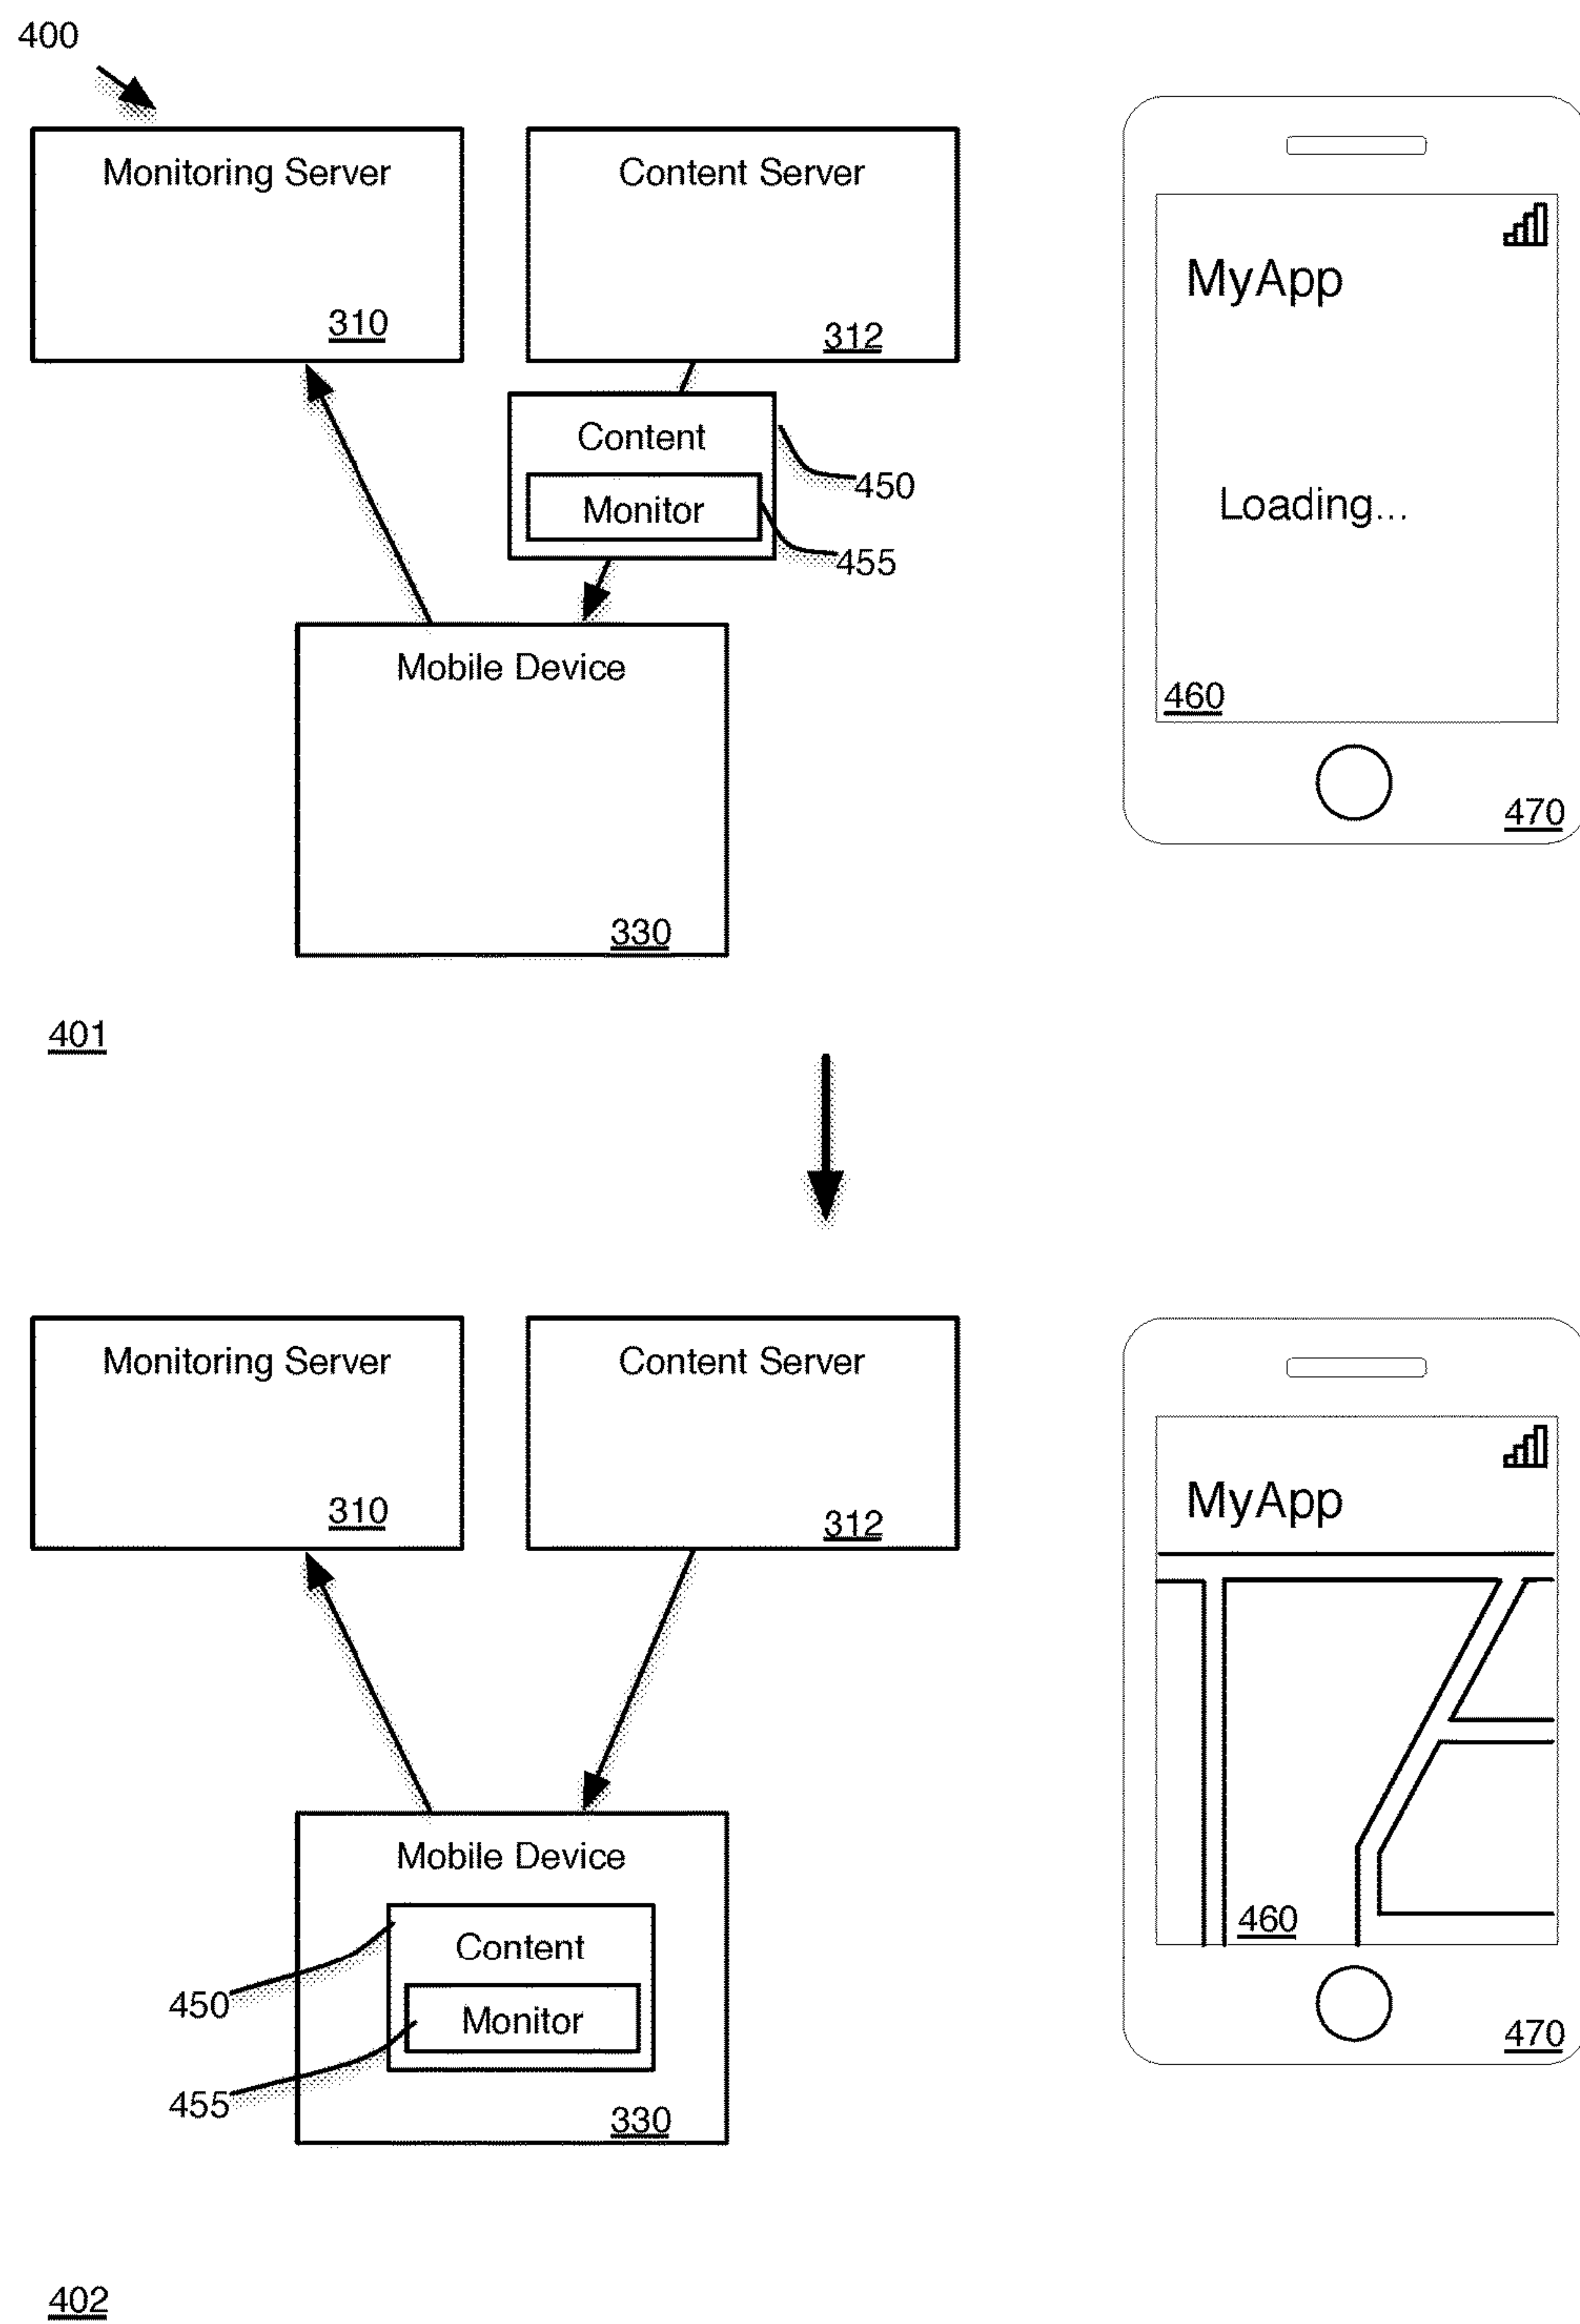 400
Monitoring Server
310
Content Server
312
Content
450
Monitor
455
Mobile Device
330
MyApp
Loading...
460
470
401
Monitoring Server
310
Content Server
312
Mobile Device
Content
450
Monitor
455
330
MyApp
460
470
402